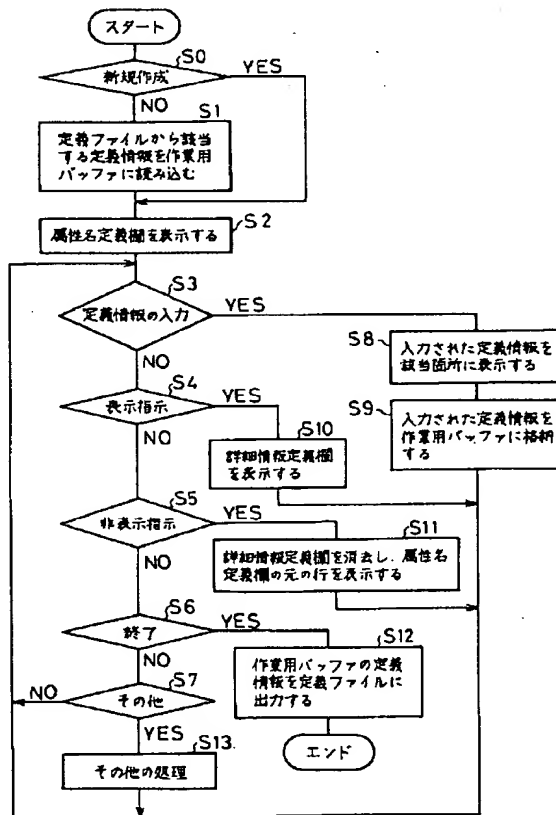 スタート
S0
新規作成
YES
NO
S1
定義ファイルから該当
する定義情報を作業用
バッファに読み込む
S2
属性名定義欄を表示する
S3
定義情報の入力
YES
NO
S8
入力された定義情報を
該当箇所に表示する
S4
表示指示
YES
NO
S9
入力された定義情報を
作業用バッファに格納
する
S10
詳細情報定義欄
を表示する
S5
非表示指示
YES
NO
S11
詳細情報定義欄を消去し、属性名
定義欄の元の行を表示する
S6
終了
YES
NO
S12
作業用バッファの定義
情報を定義ファイルに
出力する
S7
その他
NO
YES
エンド
S13.
その他の処理